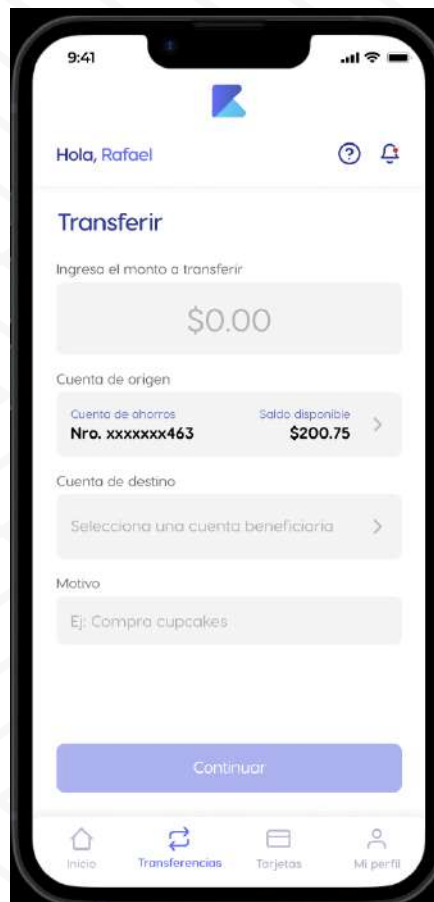 9:41
Hola, Rafael
Transferir
Ingresa el monto a transferir
$0.00
Cuenta de origen
Cuenta de ahorros Saldo disponible
Nro. xxxxxxx463 $200.75
Cuenta de destino
Selecciona una cuenta beneficiaria
Motivo
Ej: Compra cupcakes
Continuar
Inicio Transferencias Tarjetas Mi perfil